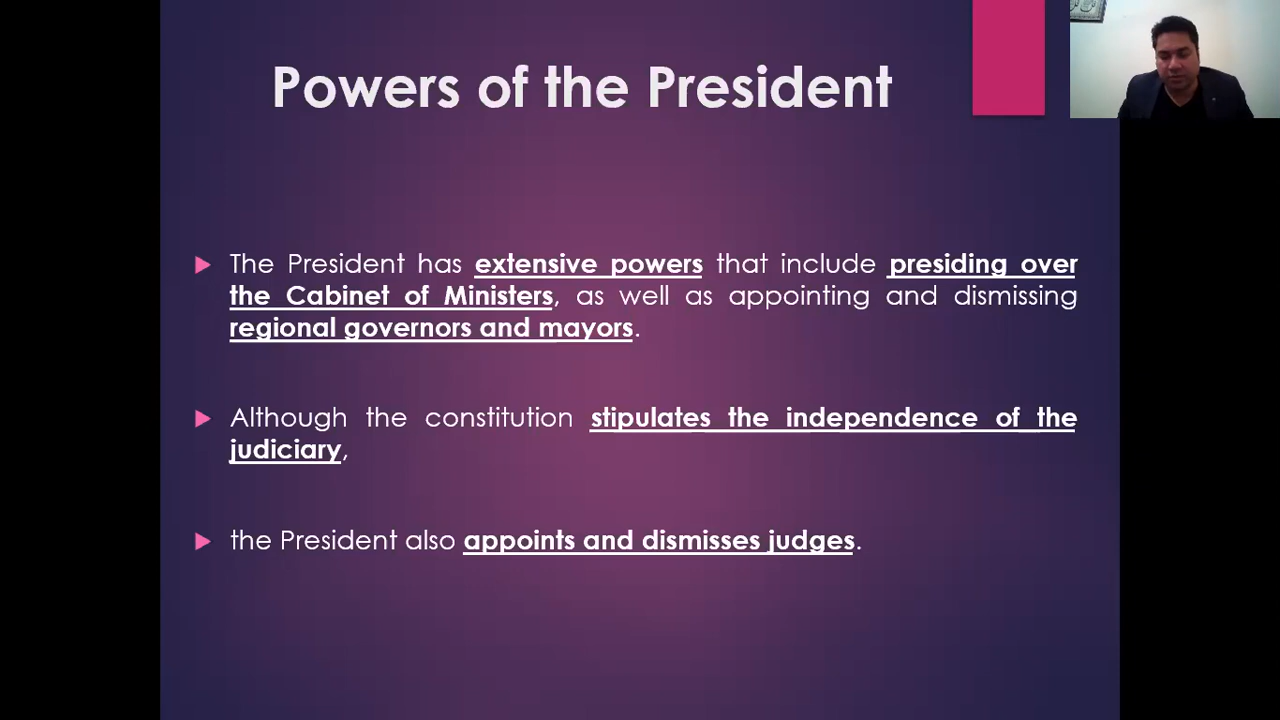 Powers of the President
The President has extensive powers that include presiding over
the Cabinet of Ministers, as well as appointing and dismissing
regional governors and mayors.
Although the constitution stipulates the independence of the
judiciary,
the President also appoints and dismisses judges.